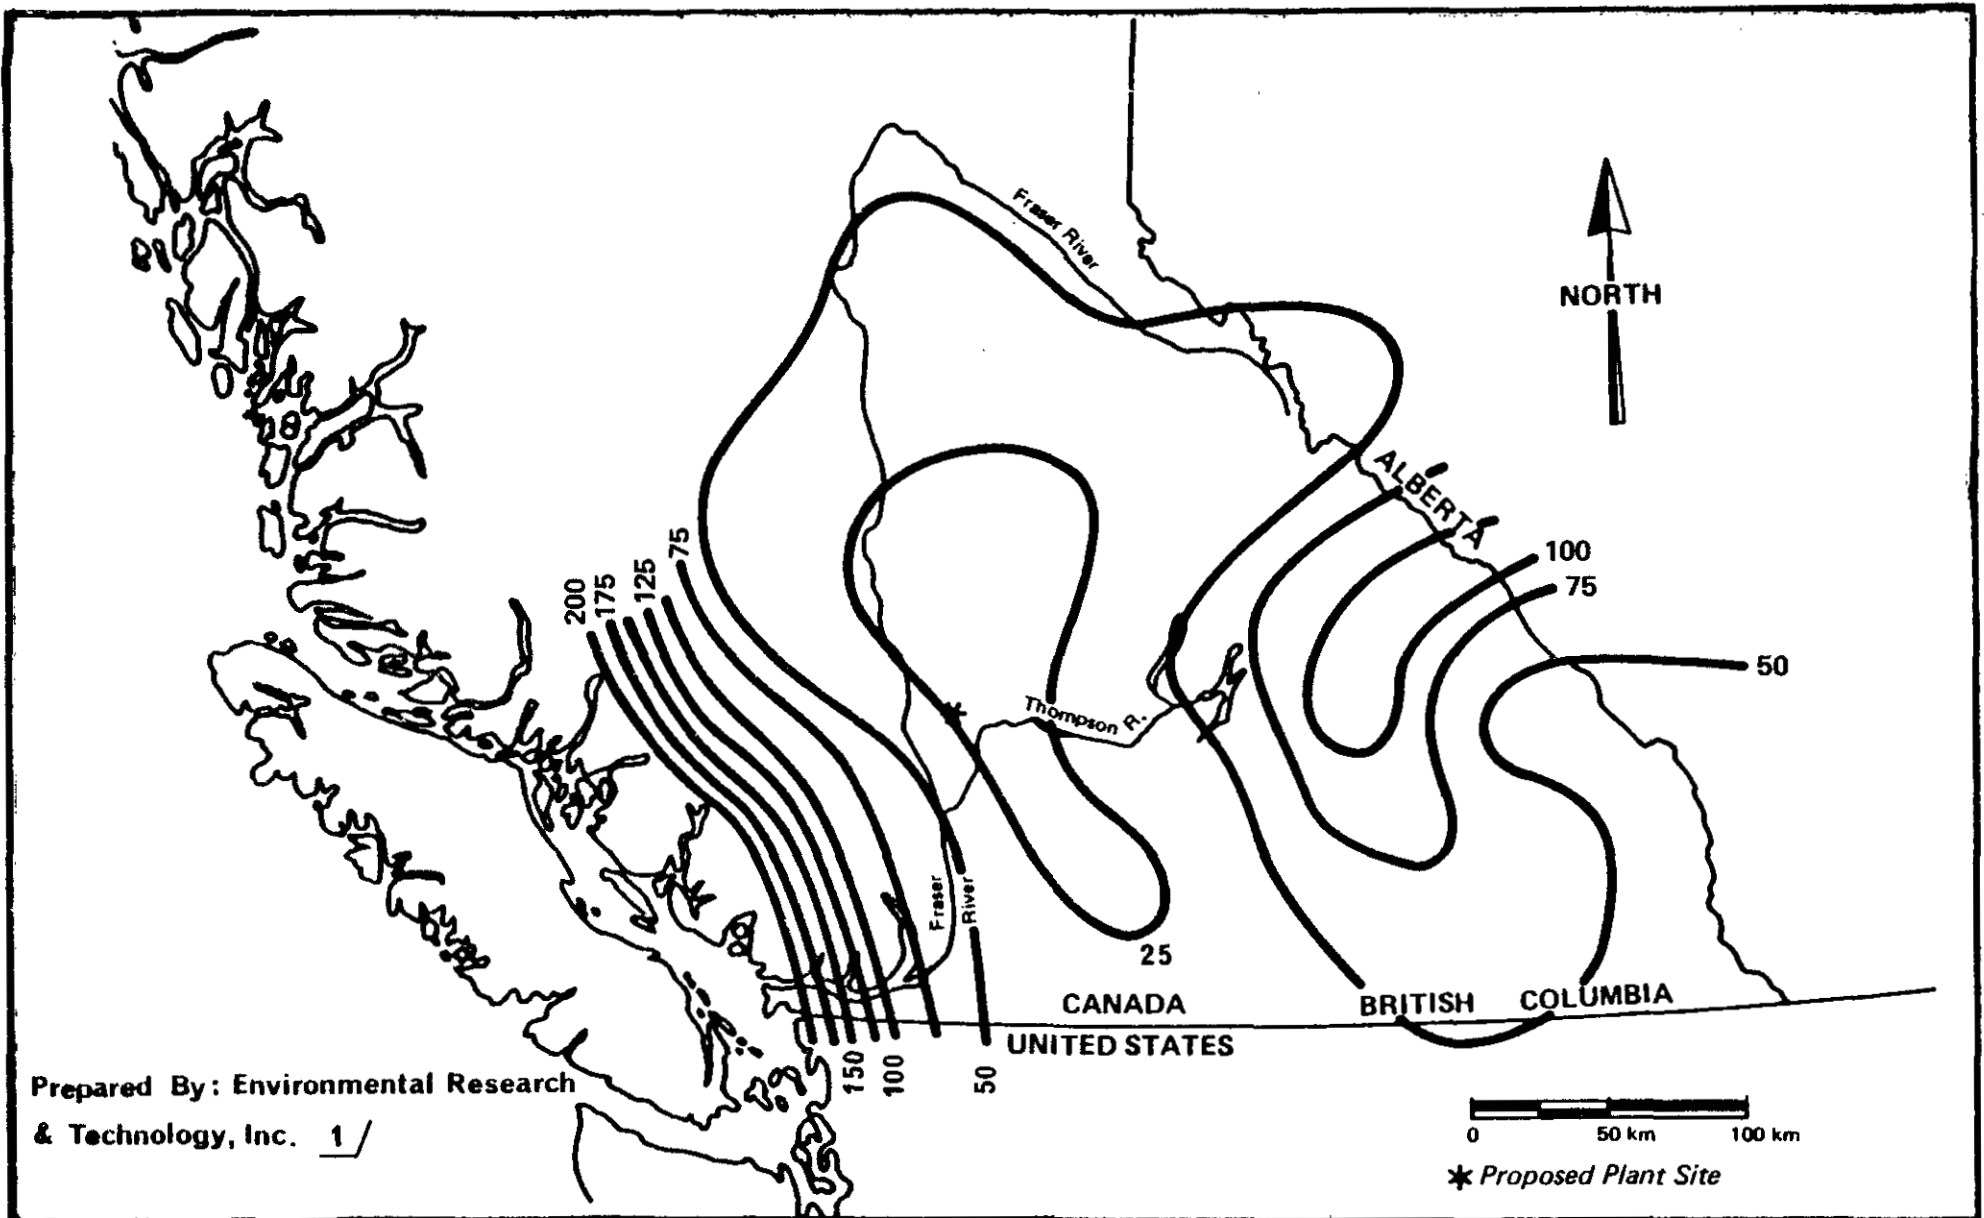 Fraser River
NORTH
ALBERTA
200
175
125
75
100
75
50
Thompson R.
Fraser
River
25
CANADA
BRITISH COLUMBIA
UNITED STATES
150
100
50
Prepared By: Environmental Research
& Technology, Inc. 1/
0 50 km 100 km
* Proposed Plant Site